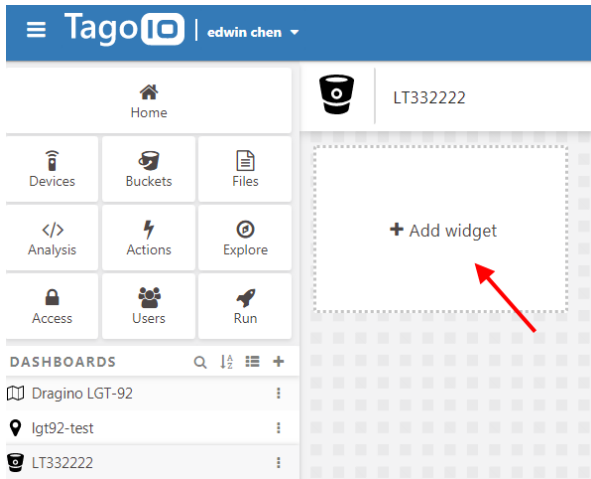 TagoIO edwin chen
Home
LT332222
Devices Buckets Files
Analysis Actions Explore
+ Add widget
Access Users Run
DASHBOARDS
Dragino LGT-92
lgt92-test
LT332222